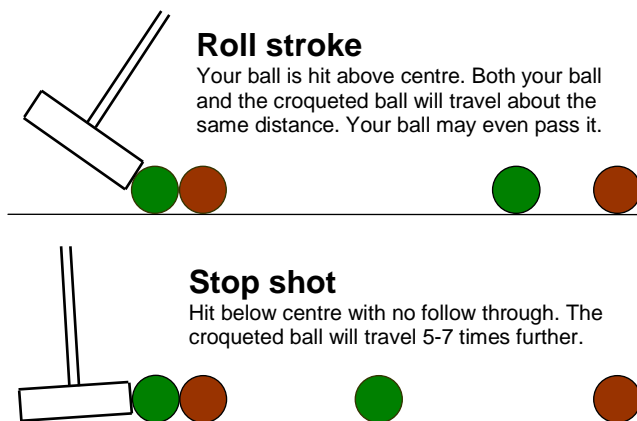 Roll stroke
Your ball is hit above centre. Both your ball
and the croqueted ball will travel about the
same distance. Your ball may even pass it.
Stop shot
Hit below centre with no follow through. The
croqueted ball will travel 5-7 times further.